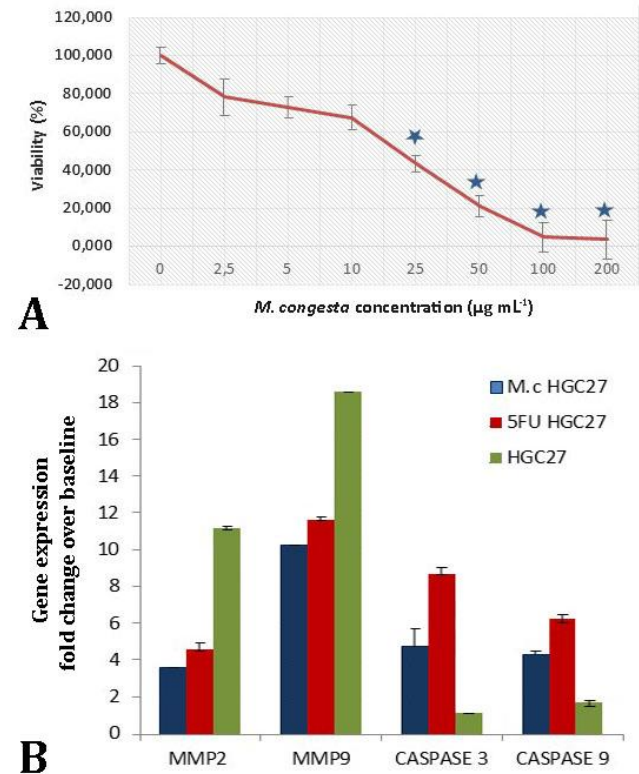 120,000
100,000
80,000
60,000
40,000
20,000
0,000
-20,000
Viability (%)
0 2,5 5 10 25 50 100 200
M. congesta concentration (µg mL⁻¹)
A
20
18
16
14
12
10
8
6
4
2
0
Gene expression
fold change over baseline
M.c HGC27
5FU HGC27
HGC27
MMP2 MMP9 CASPASE 3 CASPASE 9
B